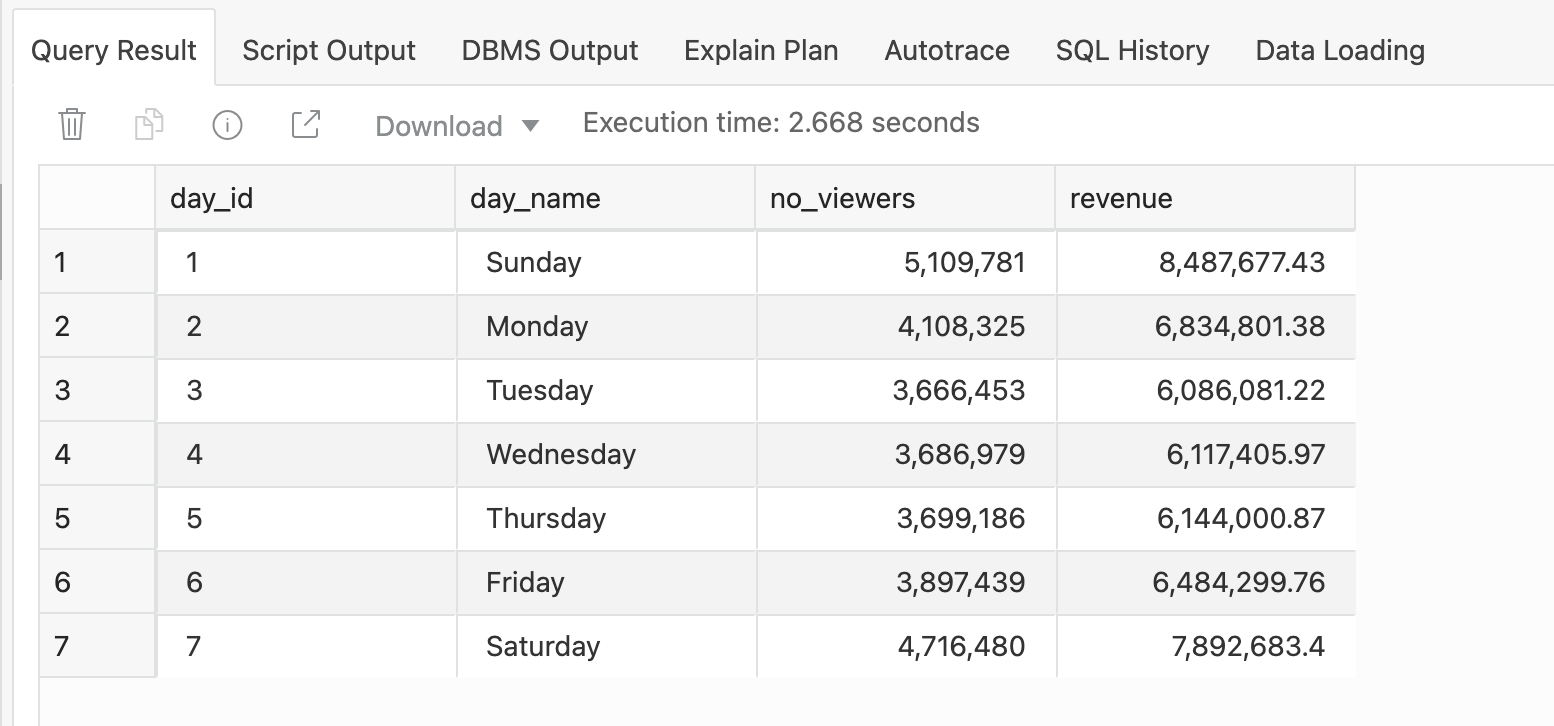 Query Result Script Output DBMS Output Explain Plan Autotrace SQL History Data Loading
Download Execution time: 2.668 seconds
day_id day_name no_viewers revenue
1 1 Sunday 5,109,781 8,487,677.43
2 2 Monday 4,108,325 6,834,801.38
3 3 Tuesday 3,666,453 6,086,081.22
4 4 Wednesday 3,686,979 6,117,405.97
5 5 Thursday 3,699,186 6,144,000.87
6 6 Friday 3,897,439 6,484,299.76
7 7 Saturday 4,716,480 7,892,683.4